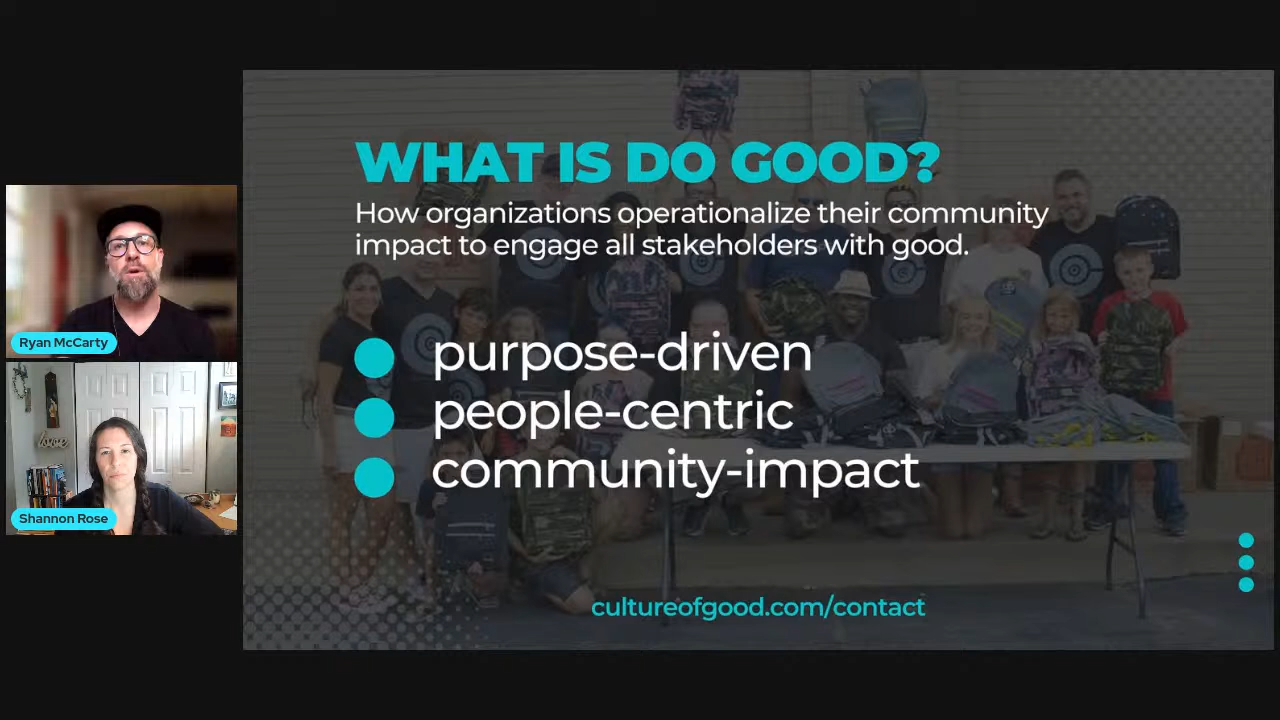 WHAT IS DO GOOD?
How organizations operationalize their community
impact to engage all stakeholders with good.
purpose-driven
people-centric
community-impact
cultureofgood.com/contact
Ryan McCarty
love
Shannon Rose